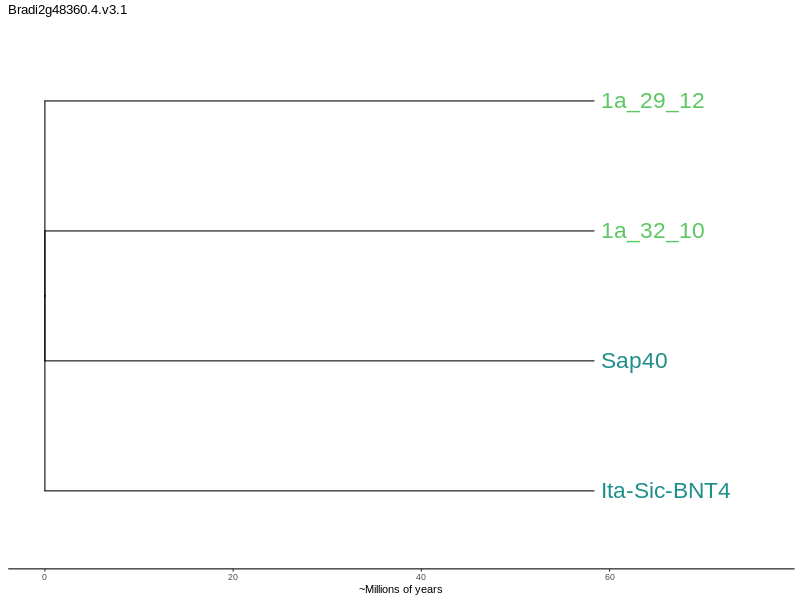 Bradi2g48360.4.v3.1
1a_29_12
1a_32_10
Sap40
Ita-Sic-BNT4
0 20 40 60
~Millions of years